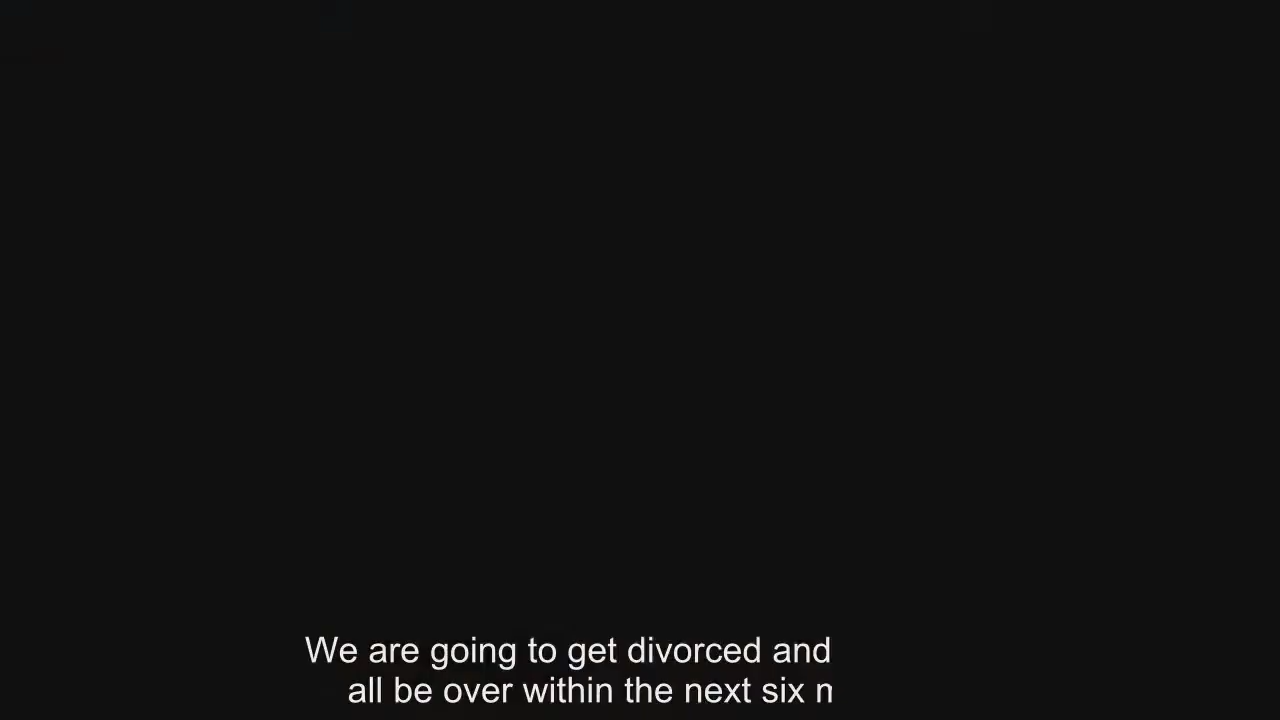 We are going to get divorced and
all be over within the next six